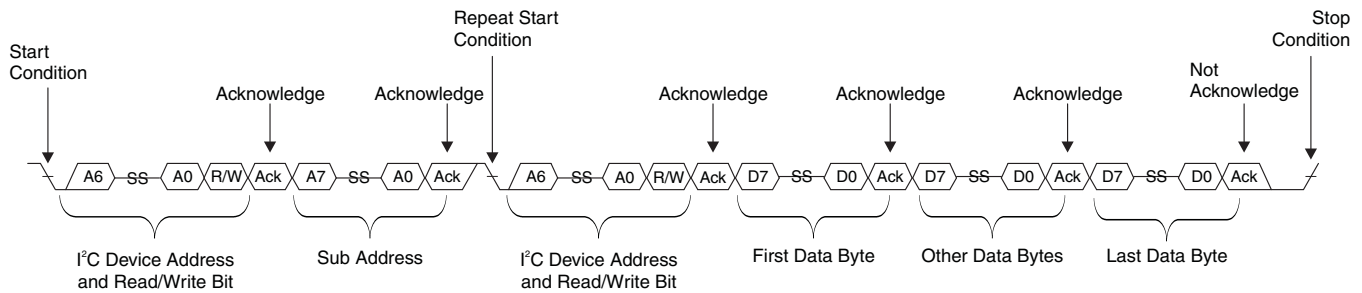 Start
Condition
Repeat Start
Condition
Stop
Condition
Acknowledge
Acknowledge
Acknowledge
Acknowledge
Acknowledge
Not
Acknowledge
A6 SS A0 R/W Ack A7 SS A0 Ack A6 SS A0 R/W Ack D7 SS D0 Ack D7 SS D0 Ack D7 SS D0 Ack
I²C Device Address
and Read/Write Bit
Sub Address
I²C Device Address
and Read/Write Bit
First Data Byte
Other Data Bytes
Last Data Byte